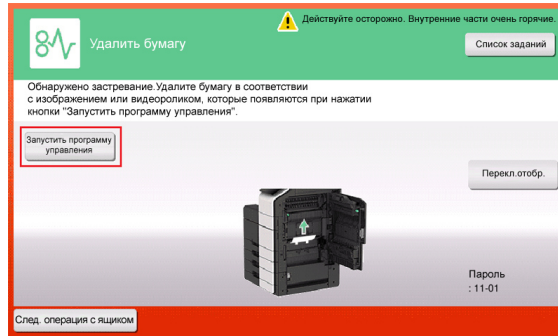 Действуйте осторожно. Внутренние части очень горячие.
Удалить бумагу
Список заданий
Обнаружено застревание.Удалите бумагу в соответствии
с изображением или видеороликом, которые появляются при нажатии
кнопки "Запустить программу управления".
Запустить программу
управления
Перекл.отобр.
Пароль
: 11-01
След. операция с ящиком